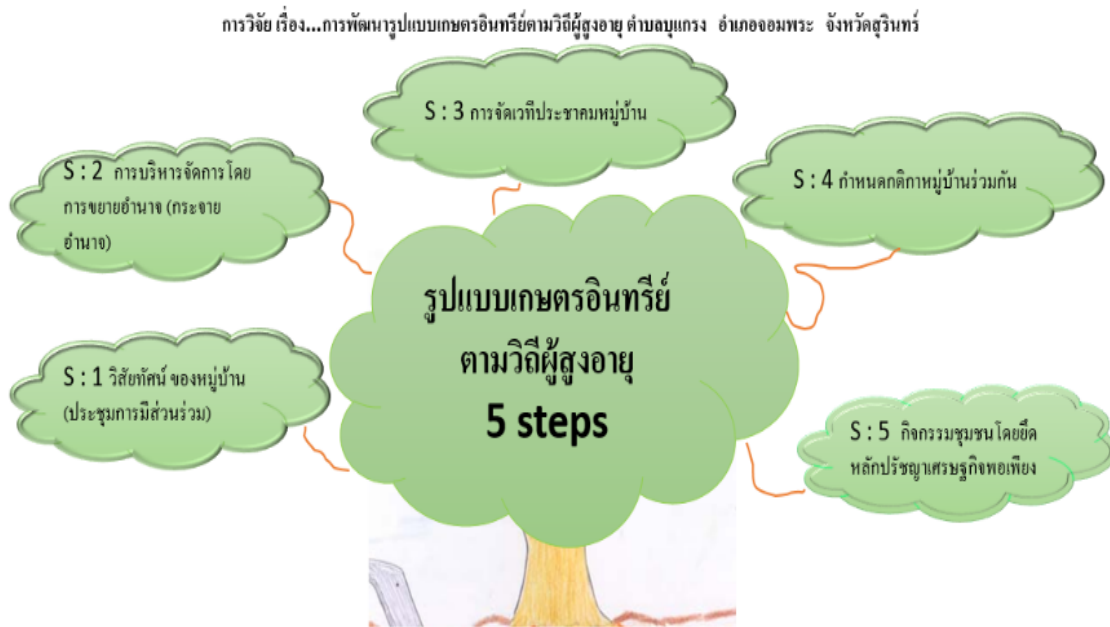 การวิจัย เรื่อง...การพัฒนารูปแบบเกษตรอินทรีย์ตามวิถีผู้สูงอายุ ตำบลบุแกรง อำเภอจอมพระ จังหวัดสุรินทร์
S : 3 การจัดเวทีประชาคมหมู่บ้าน
S : 2 การบริหารจัดการ โดย
การขยายอำนาจ (กระจาย
อำนาจ)
S : 4 กำหนดกติกาหมู่บ้านร่วมกัน
รูปแบบเกษตรอินทรีย์
ตามวิถีผู้สูงอายุ
5 steps
S : 1 วิสัยทัศน์ ของหมู่บ้าน
(ประชุมการมีส่วนร่วม)
S : 5 กิจกรรมชุมชน โดยยึด
หลักปรัชญาเศรษฐกิจพอเพียง